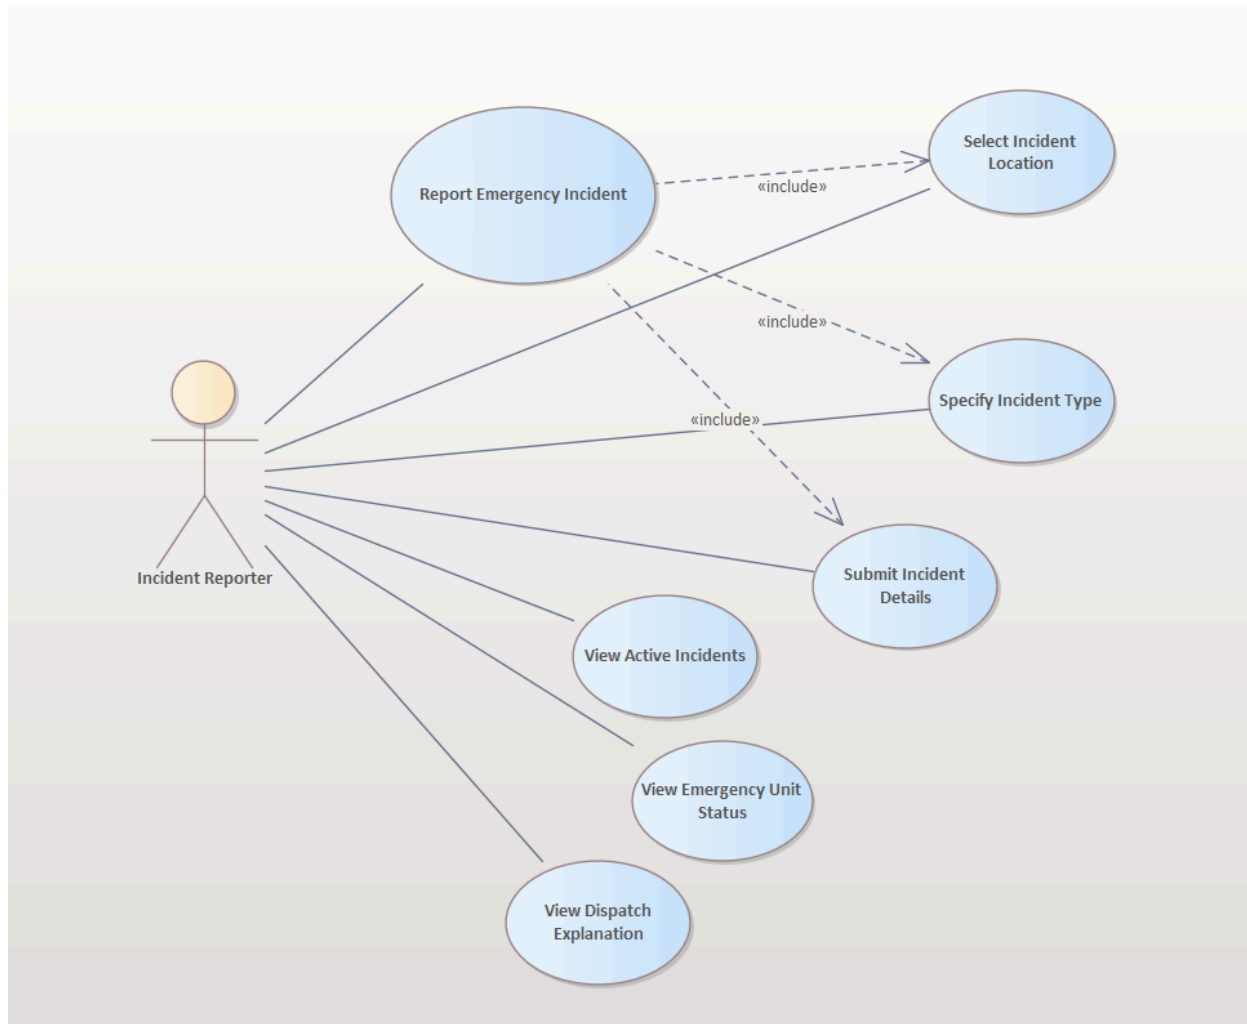 Select Incident
Location
Report Emergency Incident
«include»
«include»
Specify Incident Type
«include»
Incident Reporter
Submit Incident
Details
View Active Incidents
View Emergency Unit
Status
View Dispatch
Explanation